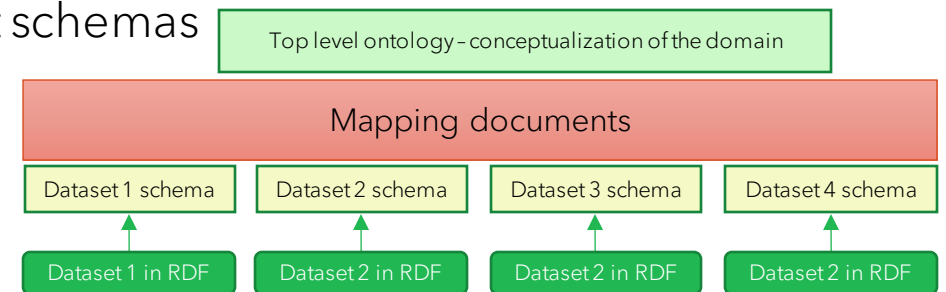 schemas
Top level ontology – conceptualization of the domain
Mapping documents
Dataset 1 schema
Dataset 2 schema
Dataset 3 schema
Dataset 4 schema
Dataset 1 in RDF
Dataset 2 in RDF
Dataset 2 in RDF
Dataset 2 in RDF